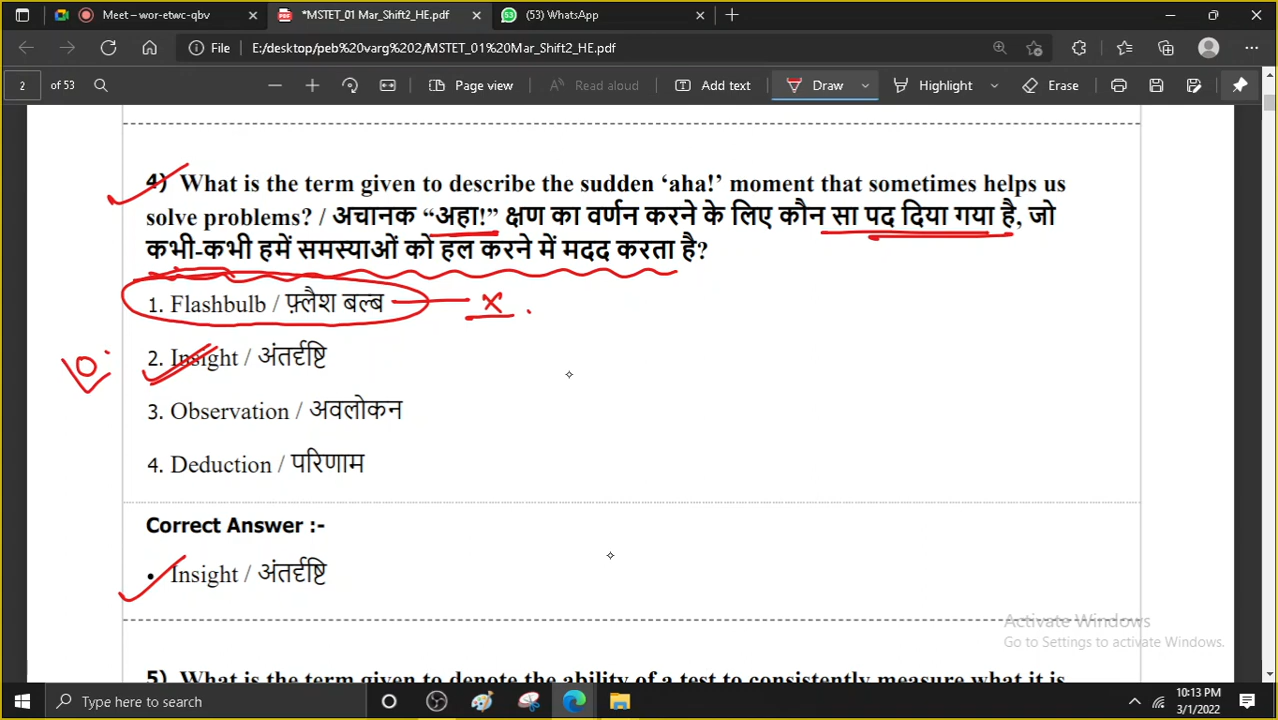 Meet – wor-etwc-qbv
*MSTET_01 Mar_Shift2_HE.pdf
(53) WhatsApp
File
E:/desktop/peb%20varg%202/MSTET_01%20Mar_Shift2_HE.pdf
2 of 53
Page view
Read aloud
Add text
Draw
Highlight
Erase
4) What is the term given to describe the sudden ‘aha!’ moment that sometimes helps us
solve problems? / अचानक “अहा!” क्षण का वर्णन करने के लिए कौन सा पद दिया गया है, जो
कभी-कभी हमें समस्याओं को हल करने में मदद करता है?
1. Flashbulb / फ़्लैश बल्ब
x
2. Insight / अंतर्दृष्टि
3. Observation / अवलोकन
4. Deduction / परिणाम
Correct Answer :-
• Insight / अंतर्दृष्टि
Activate Windows
Go to Settings to activate Windows.
5) What is the term given to denote the ability of a test to consistently measure what it is
Type here to search
10:13 PM
3/1/2022